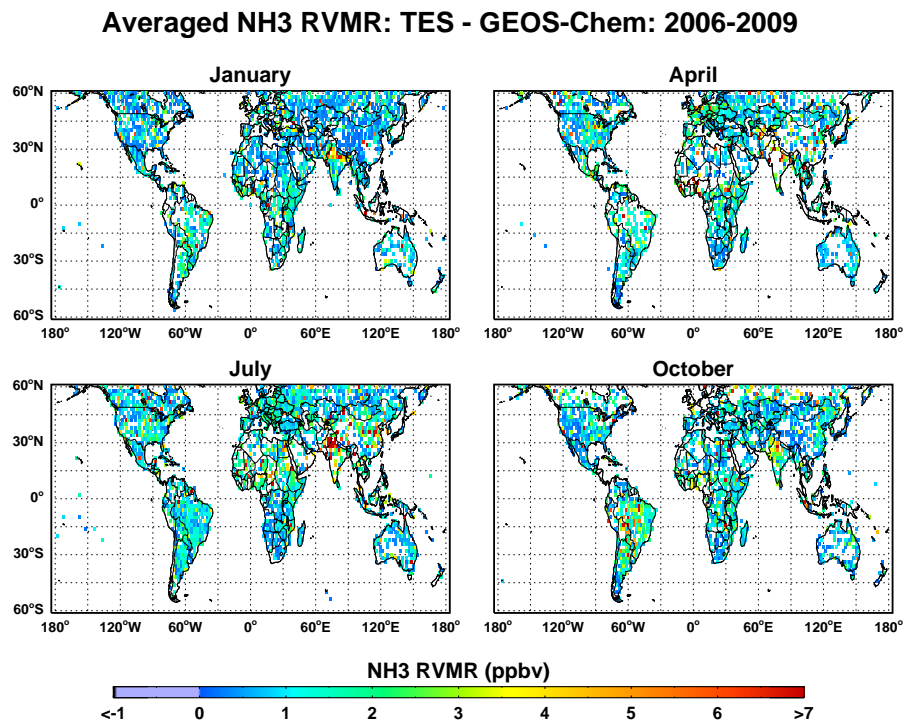 Averaged NH3 RVMR: TES - GEOS-Chem: 2006-2009
January
April
60°N
30°N
0°
30°S
60°S
180° 120°W 60°W 0° 60°E 120°E 180°
180° 120°W 60°W 0° 60°E 120°E 180°
July
October
60°N
30°N
0°
30°S
60°S
180° 120°W 60°W 0° 60°E 120°E 180°
180° 120°W 60°W 0° 60°E 120°E 180°
NH3 RVMR (ppbv)
<-1 0 1 2 3 4 5 6 >7